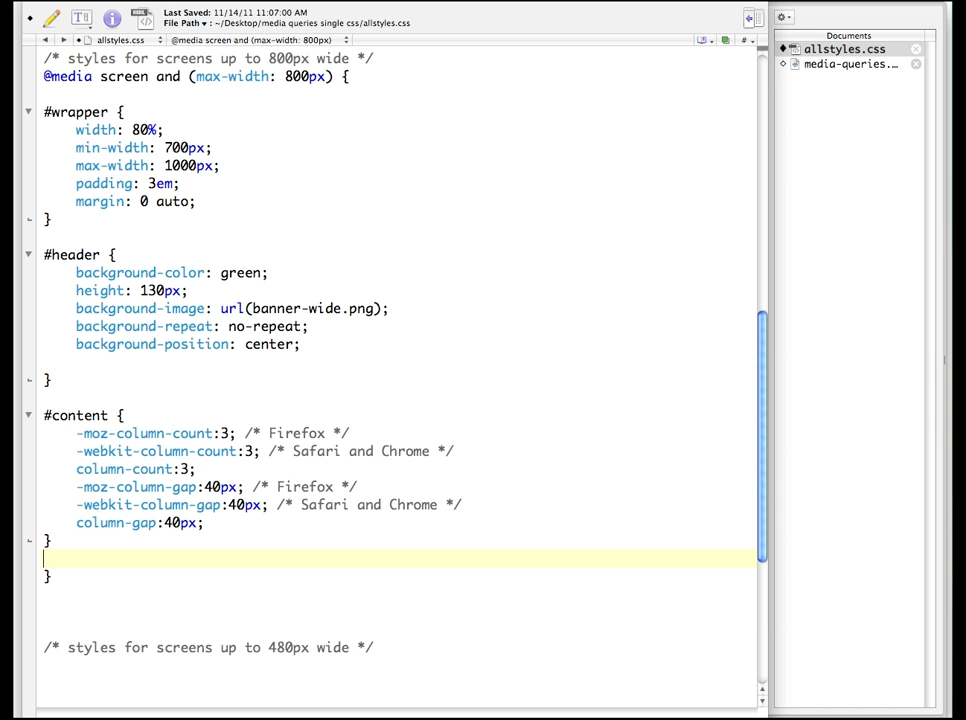 Last Saved: 11/14/11 11:07:00 AM
File Path ▾ : ~/Desktop/media queries single css/allstyles.css
allstyles.css
@media screen and (max-width: 800px)
#
/* styles for screens up to 800px wide */
@media screen and (max-width: 800px) {
#wrapper {
width: 80%;
min-width: 700px;
max-width: 1000px;
padding: 3em;
margin: 0 auto;
}
#header {
background-color: green;
height: 130px;
background-image: url(banner-wide.png);
background-repeat: no-repeat;
background-position: center;
}
#content {
-moz-column-count:3; /* Firefox */
-webkit-column-count:3; /* Safari and Chrome */
column-count:3;
-moz-column-gap:40px; /* Firefox */
-webkit-column-gap:40px; /* Safari and Chrome */
column-gap:40px;
}
}
/* styles for screens up to 480px wide */
Documents
allstyles.css
media-queries....